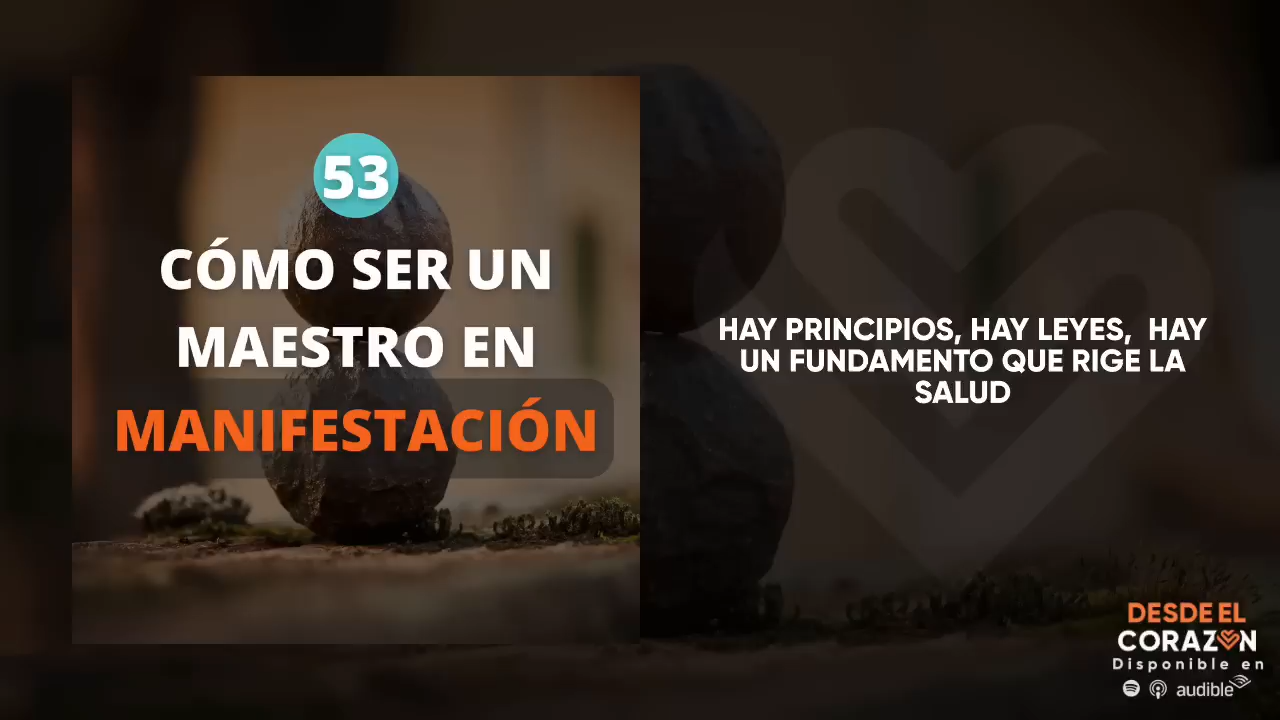 53
CÓMO SER UN
MAESTRO EN
MANIFESTACIÓN
HAY PRINCIPIOS, HAY LEYES,  HAY
UN FUNDAMENTO QUE RIGE LA
SALUD
DESDE EL
CORAZÓN
Disponible en
audible